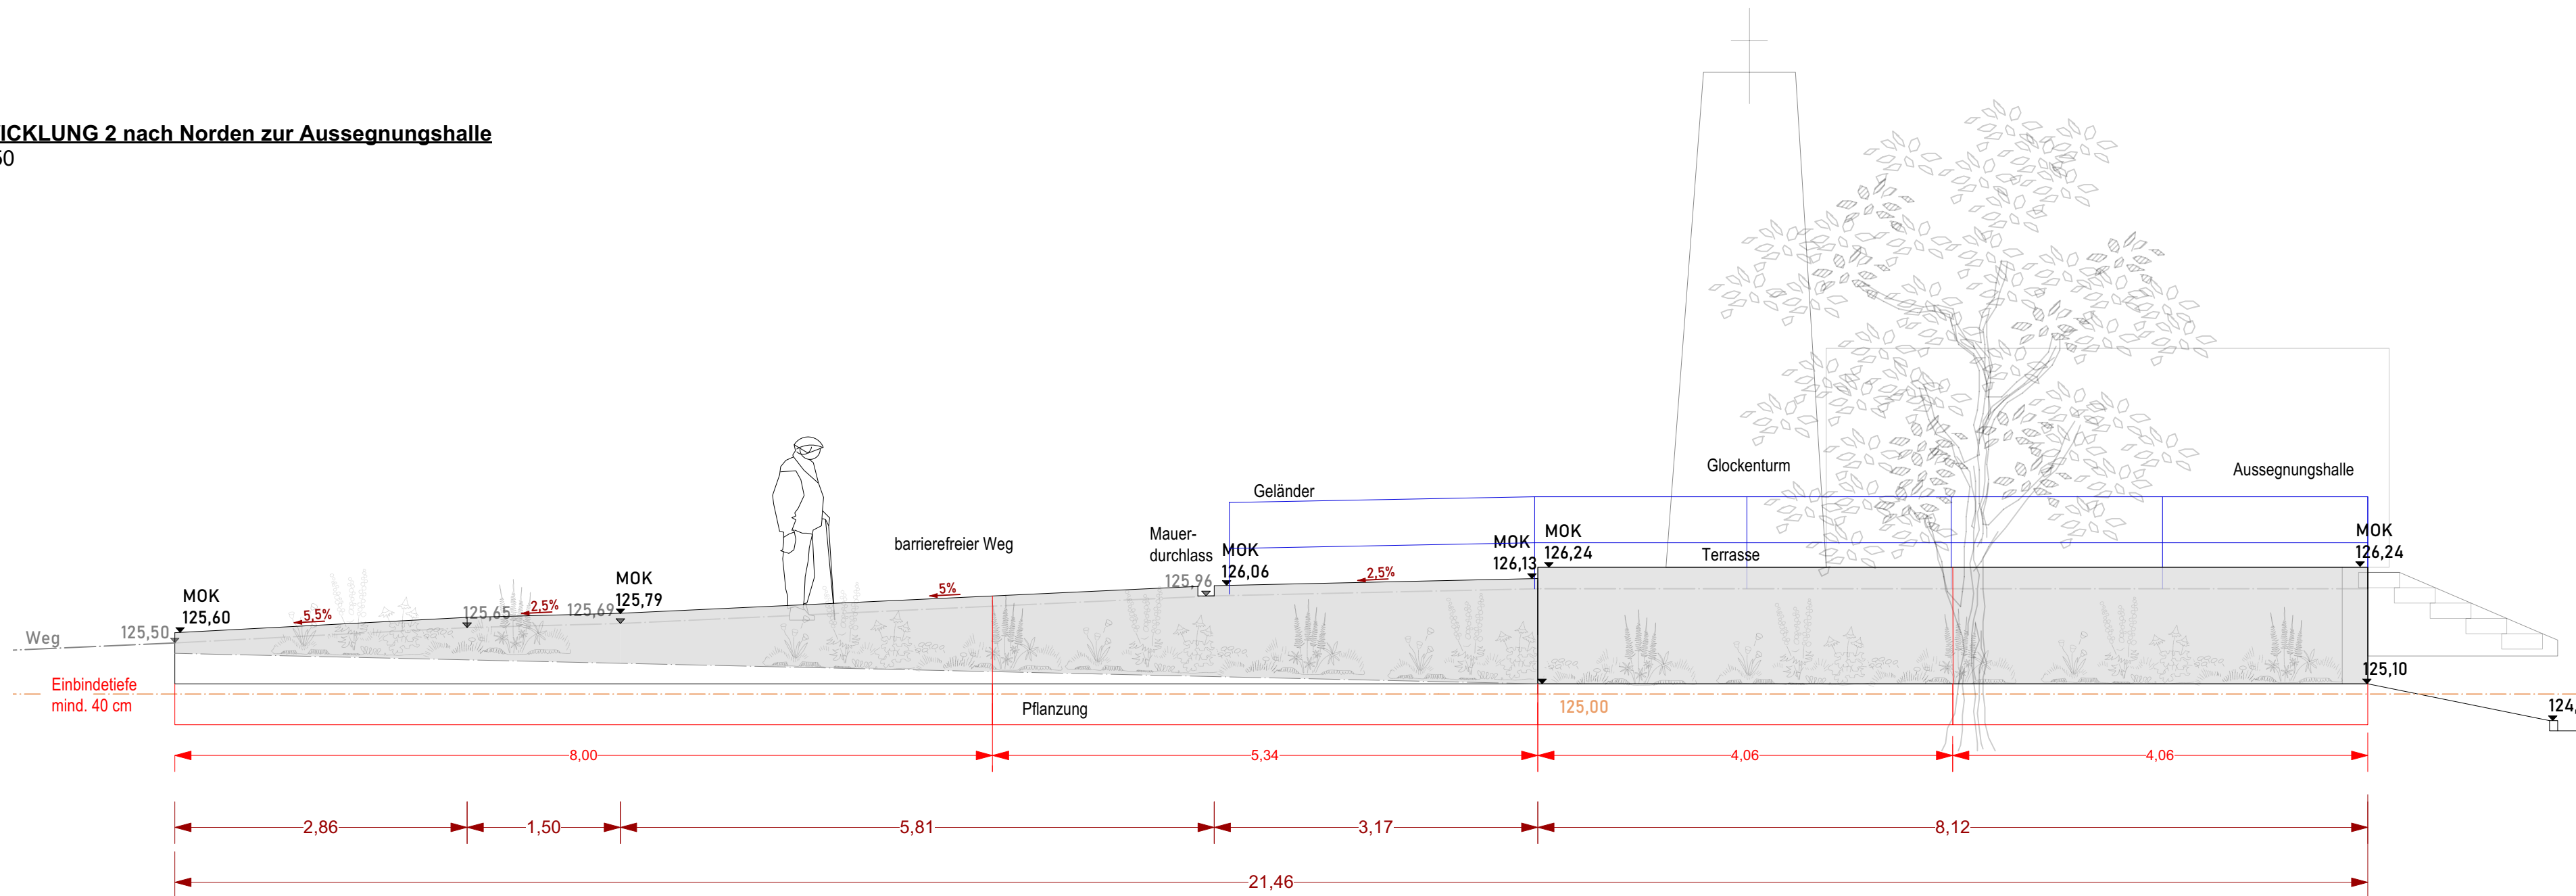 ICKLUNG 2 nach Norden zur Aussegnungshalle
50
Glockenturm
Aussegnungshalle
Geländer
barrierefreier Weg
Mauer-
durchlass
MOK
126,06
MOK
126,13
MOK
126,24
Terrasse
MOK
126,24
MOK
125,60
5,5%
125,65
2,5%
125,69
MOK
125,79
5%
125,96
2,5%
Weg
125,50
125,10
Einbindetiefe
mind. 40 cm
Pflanzung
125,00
124,
8,00
5,34
4,06
4,06
2,86
1,50
5,81
3,17
8,12
21,46